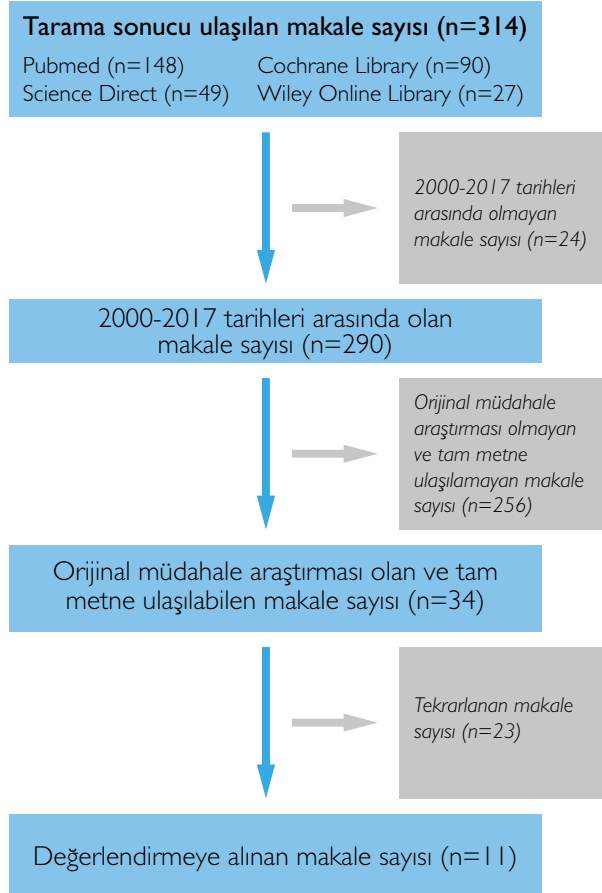 Tarama sonucu ulaşılan makale sayısı (n=314)
Pubmed (n=148) Cochrane Library (n=90)
Science Direct (n=49) Wiley Online Library (n=27)
2000-2017 tarihleri
arasında olmayan
makale sayısı (n=24)
2000-2017 tarihleri arasında olan
makale sayısı (n=290)
Orijinal müdahale
araştırması olmayan
ve tam metne
ulaşılamayan makale
sayısı (n=256)
Orijinal müdahale araştırması olan ve tam
metne ulaşılabilen makale sayısı (n=34)
Tekrarlanan makale
sayısı (n=23)
Değerlendirmeye alınan makale sayısı (n=11)